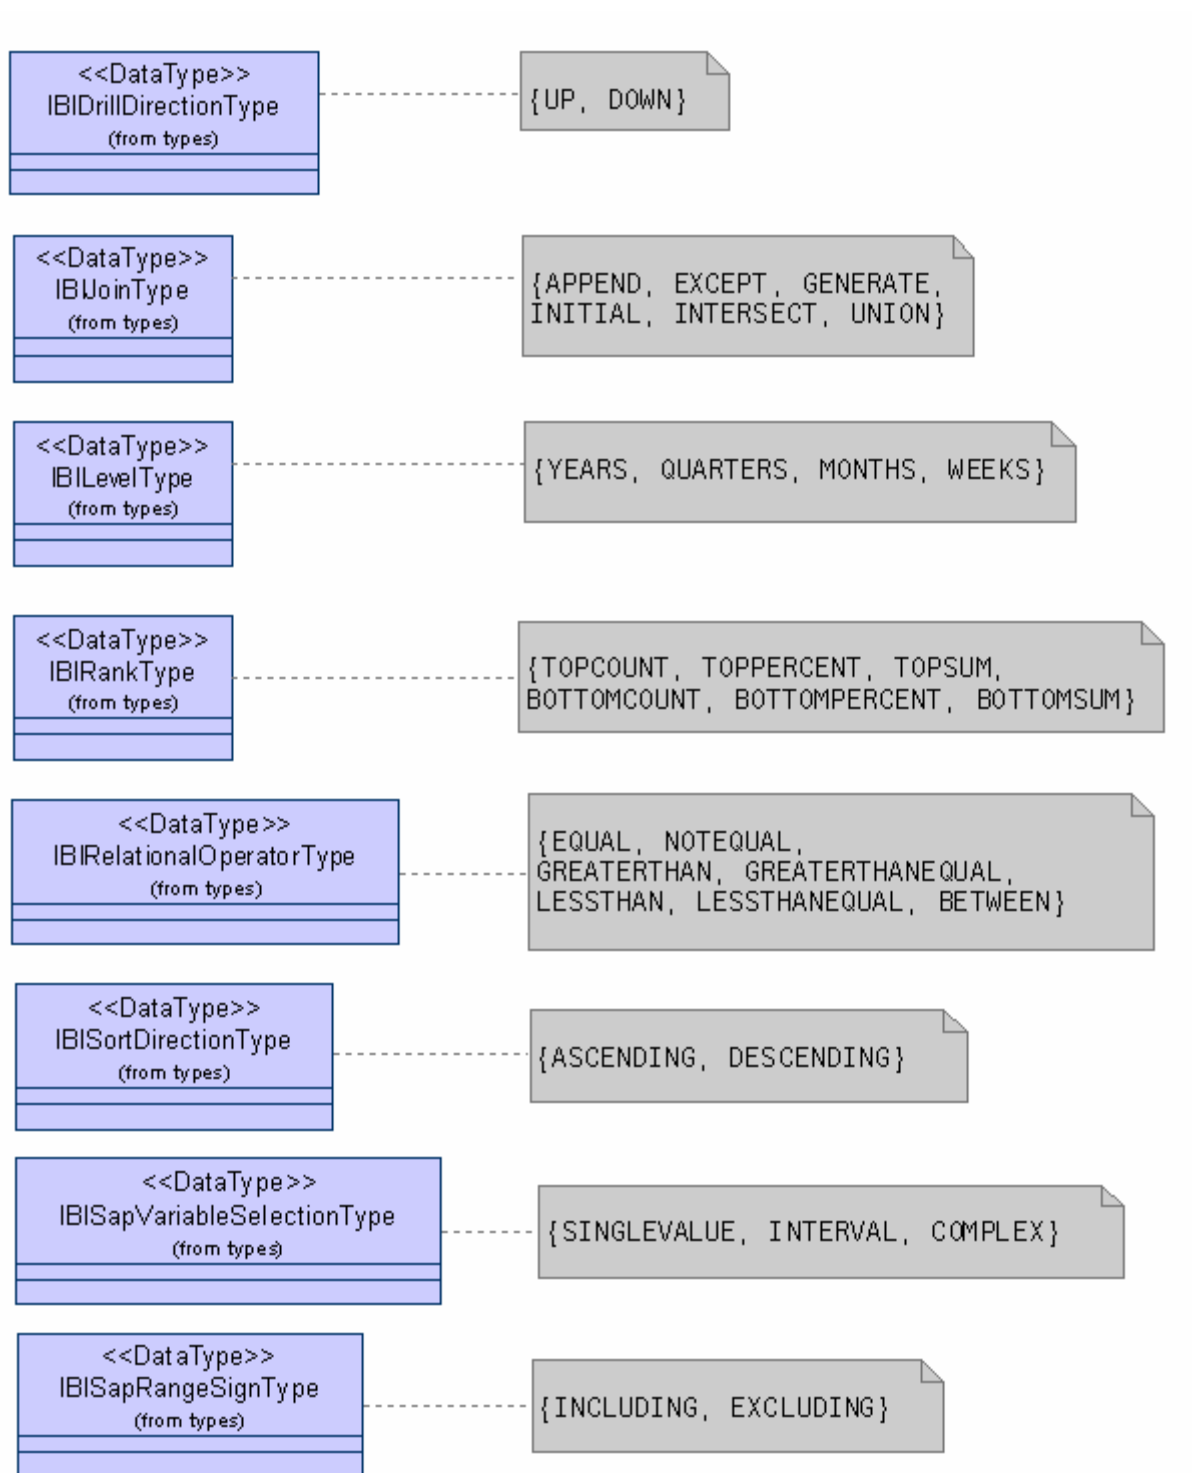 <<DataType>>
IBIDrillDirectionType
(from types)
{UP, DOWN}
<<DataType>>
IBIJoinType
(from types)
{APPEND, EXCEPT, GENERATE,
INITIAL, INTERSECT, UNION}
<<DataType>>
IBILevelType
(from types)
{YEARS, QUARTERS, MONTHS, WEEKS}
<<DataType>>
IBIRankType
(from types)
{TOPCOUNT, TOPPERCENT, TOPSUM,
BOTTOMCOUNT, BOTTOMPERCENT, BOTTOMSUM}
<<DataType>>
IBIRelationalOperatorType
(from types)
{EQUAL, NOTEQUAL,
GREATERTHAN, GREATERTHANEQUAL,
LESSTHAN, LESSTHANEQUAL, BETWEEN}
<<DataType>>
IBISortDirectionType
(from types)
{ASCENDING, DESCENDING}
<<DataType>>
IBISapVariableSelectionType
(from types)
{SINGLEVALUE, INTERVAL, COMPLEX}
<<DataType>>
IBISapRangeSignType
(from types)
{INCLUDING, EXCLUDING}